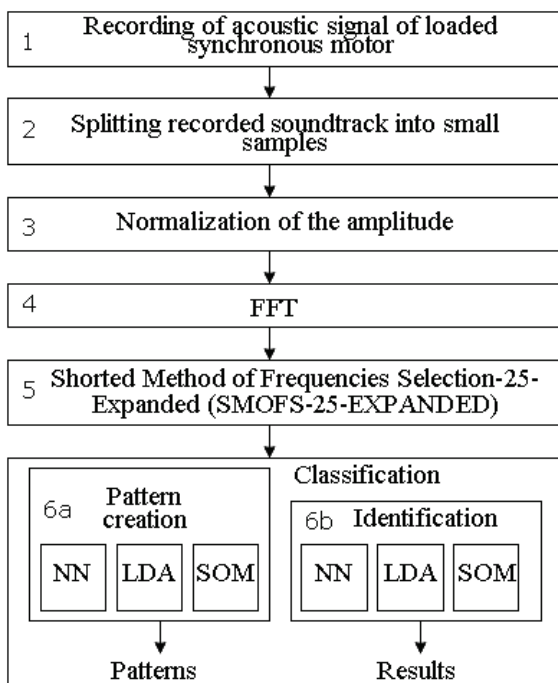 1
Recording of acoustic signal of loaded
synchronous motor
2
Splitting recorded soundtrack into small
samples
3
Normalization of the amplitude
4
FFT
5
Shorted Method of Frequencies Selection-25-
Expanded (SMOFS-25-EXPANDED)
Classification
6a
Pattern
creation
NN LDA SOM
Patterns
6b
Identification
NN LDA SOM
Results